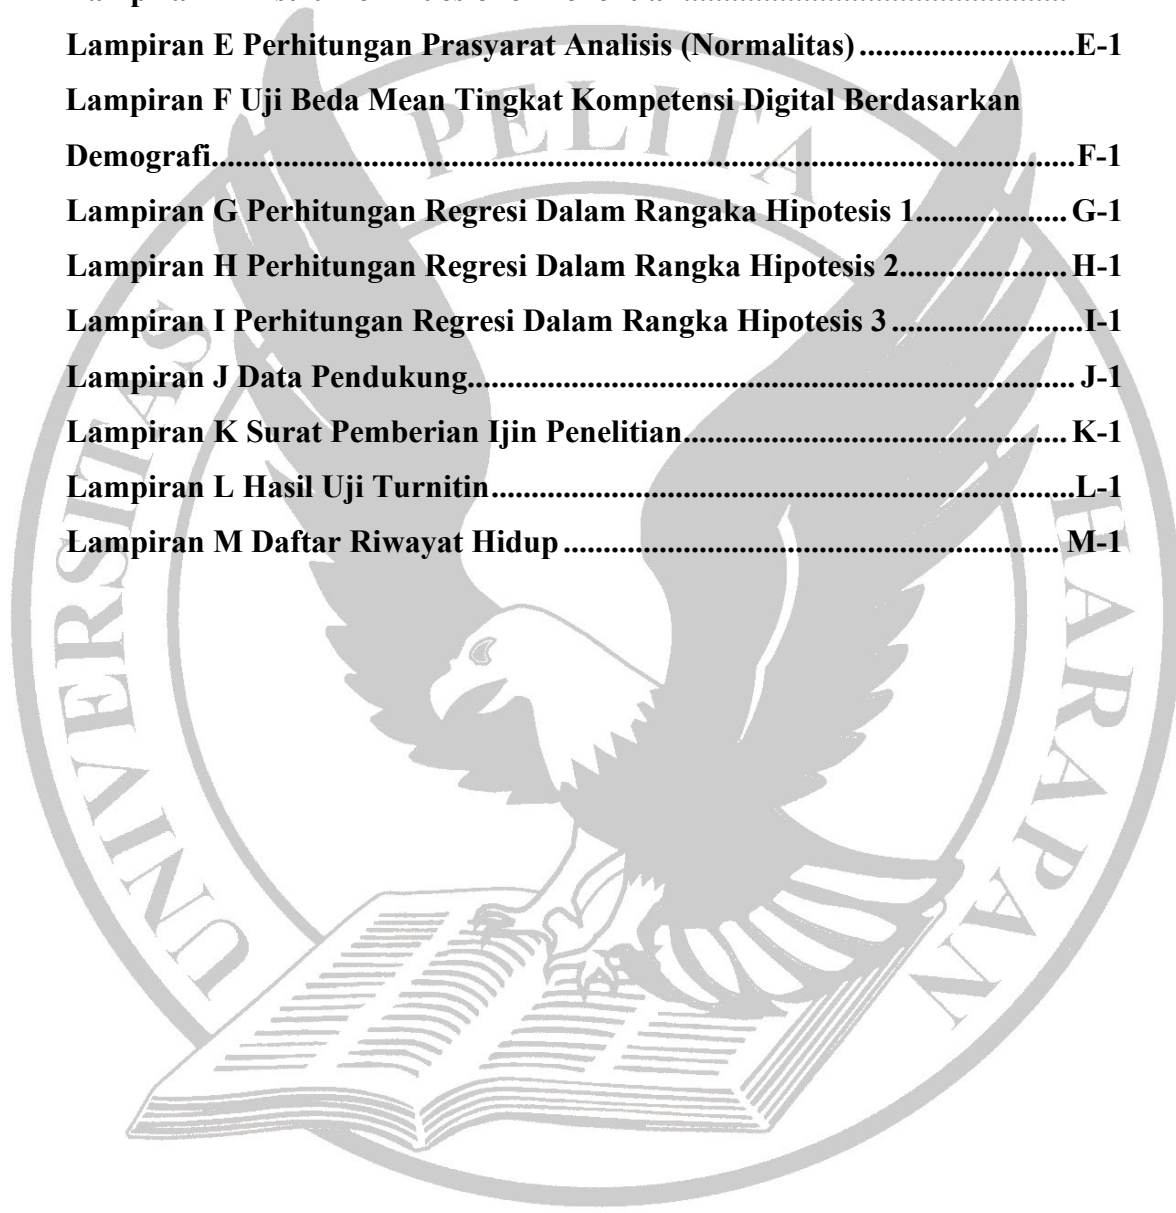 Lampiran E Perhitungan Prasyarat Analisis (Normalitas) ...........................E-1
Lampiran F Uji Beda Mean Tingkat Kompetensi Digital Berdasarkan
Demografi............................................................................................................F-1
Lampiran G Perhitungan Regresi Dalam Rangaka Hipotesis 1................... G-1
Lampiran H Perhitungan Regresi Dalam Rangka Hipotesis 2..................... H-1
Lampiran I Perhitungan Regresi Dalam Rangka Hipotesis 3 ........................I-1
Lampiran J Data Pendukung............................................................................ J-1
Lampiran K Surat Pemberian Ijin Penelitian................................................ K-1
Lampiran L Hasil Uji Turnitin.........................................................................L-1
Lampiran M Daftar Riwayat Hidup .............................................................. M-1
UNIVERSITAS PELITA HARAPAN